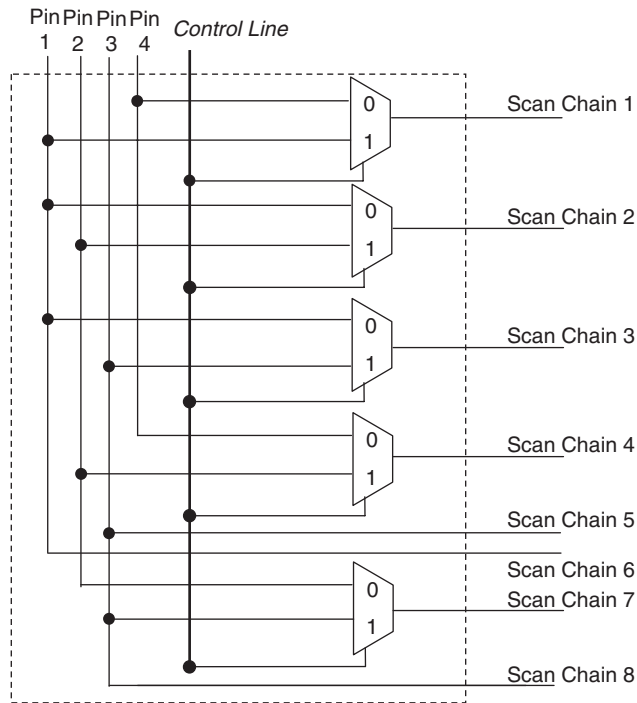 Pin Pin Pin Pin
1 2 3 4
Control Line
0
1
Scan Chain 1
0
1
Scan Chain 2
0
1
Scan Chain 3
0
1
Scan Chain 4
Scan Chain 5
Scan Chain 6
0
1
Scan Chain 7
Scan Chain 8